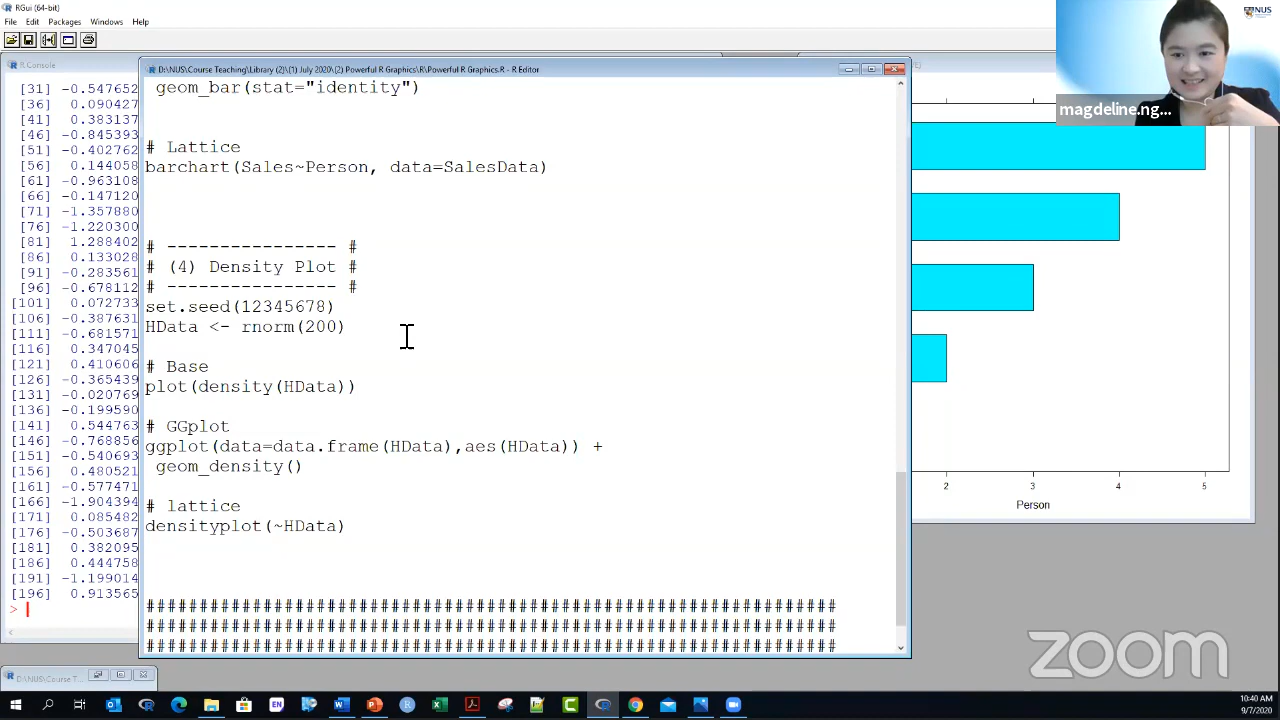 RGui (64-bit)
File Edit Packages Windows Help
NUS
magdeline.ng...
R Console
[31] -0.547652
[36] 0.090427
[41] 0.383137
[46] -0.845393
[51] -0.402762
[56] 0.144058
[61] -0.963108
[66] -0.147120
[71] -1.357880
[76] -1.220300
[81] 1.288402
[86] 0.133028
[91] -0.283561
[96] -0.678112
[101] 0.072733
[106] -0.387631
[111] -0.681571
[116] 0.347045
[121] 0.410606
[126] -0.365439
[131] -0.020769
[136] -0.199590
[141] 0.544763
[146] -0.768856
[151] -0.540693
[156] 0.480521
[161] -0.577471
[166] -1.904394
[171] 0.085482
[176] -0.503687
[181] 0.382095
[186] 0.444758
[191] -1.199014
[196] 0.913565
>
D:\NUS\Course Teaching\Library (2)\(1) July 2020\(2) Powerful R Graphics\R\Powerful R Graphics.R - R Editor
geom_bar(stat="identity")
# Lattice
barchart(Sales~Person, data=SalesData)
# ---------------- #
# (4) Density Plot #
# ---------------- #
set.seed(12345678)
HData <- rnorm(200)
# Base
plot(density(HData))
# GGplot
ggplot(data=data.frame(HData),aes(HData)) +
geom_density()
# lattice
densityplot(~HData)
#################################################################
#################################################################
#################################################################
2 3 4 5
Person
zoom
D:\NUS\Course T...
EN
10:40 AM
9/7/2020